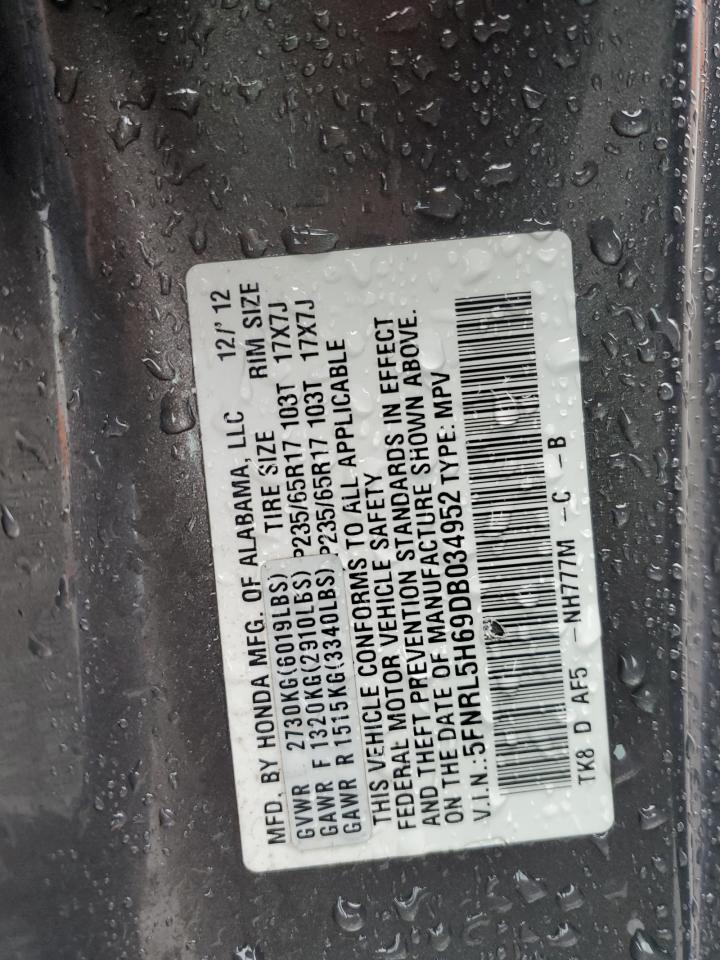 MFD. BY HONDA MFG. OF ALABAMA, LLC 12/' 12
GVWR 2730KG(6019LBS) TIRE SIZE RIM SIZE
GAWR F 1320KG(2910LBS) P235/65R17 103T 17X7J
GAWR R 1515KG(3340LBS) P235/65R17 103T 17X7J
THIS VEHICLE CONFORMS TO ALL APPLICABLE
FEDERAL MOTOR VEHICLE SAFETY
AND THEFT PREVENTION STANDARDS IN EFFECT
ON THE DATE OF MANUFACTURE SHOWN ABOVE.
V.I.N.:5FNRL5H69DB034952 TYPE: MPV
TK8 D AF5 -NH777M -C -B